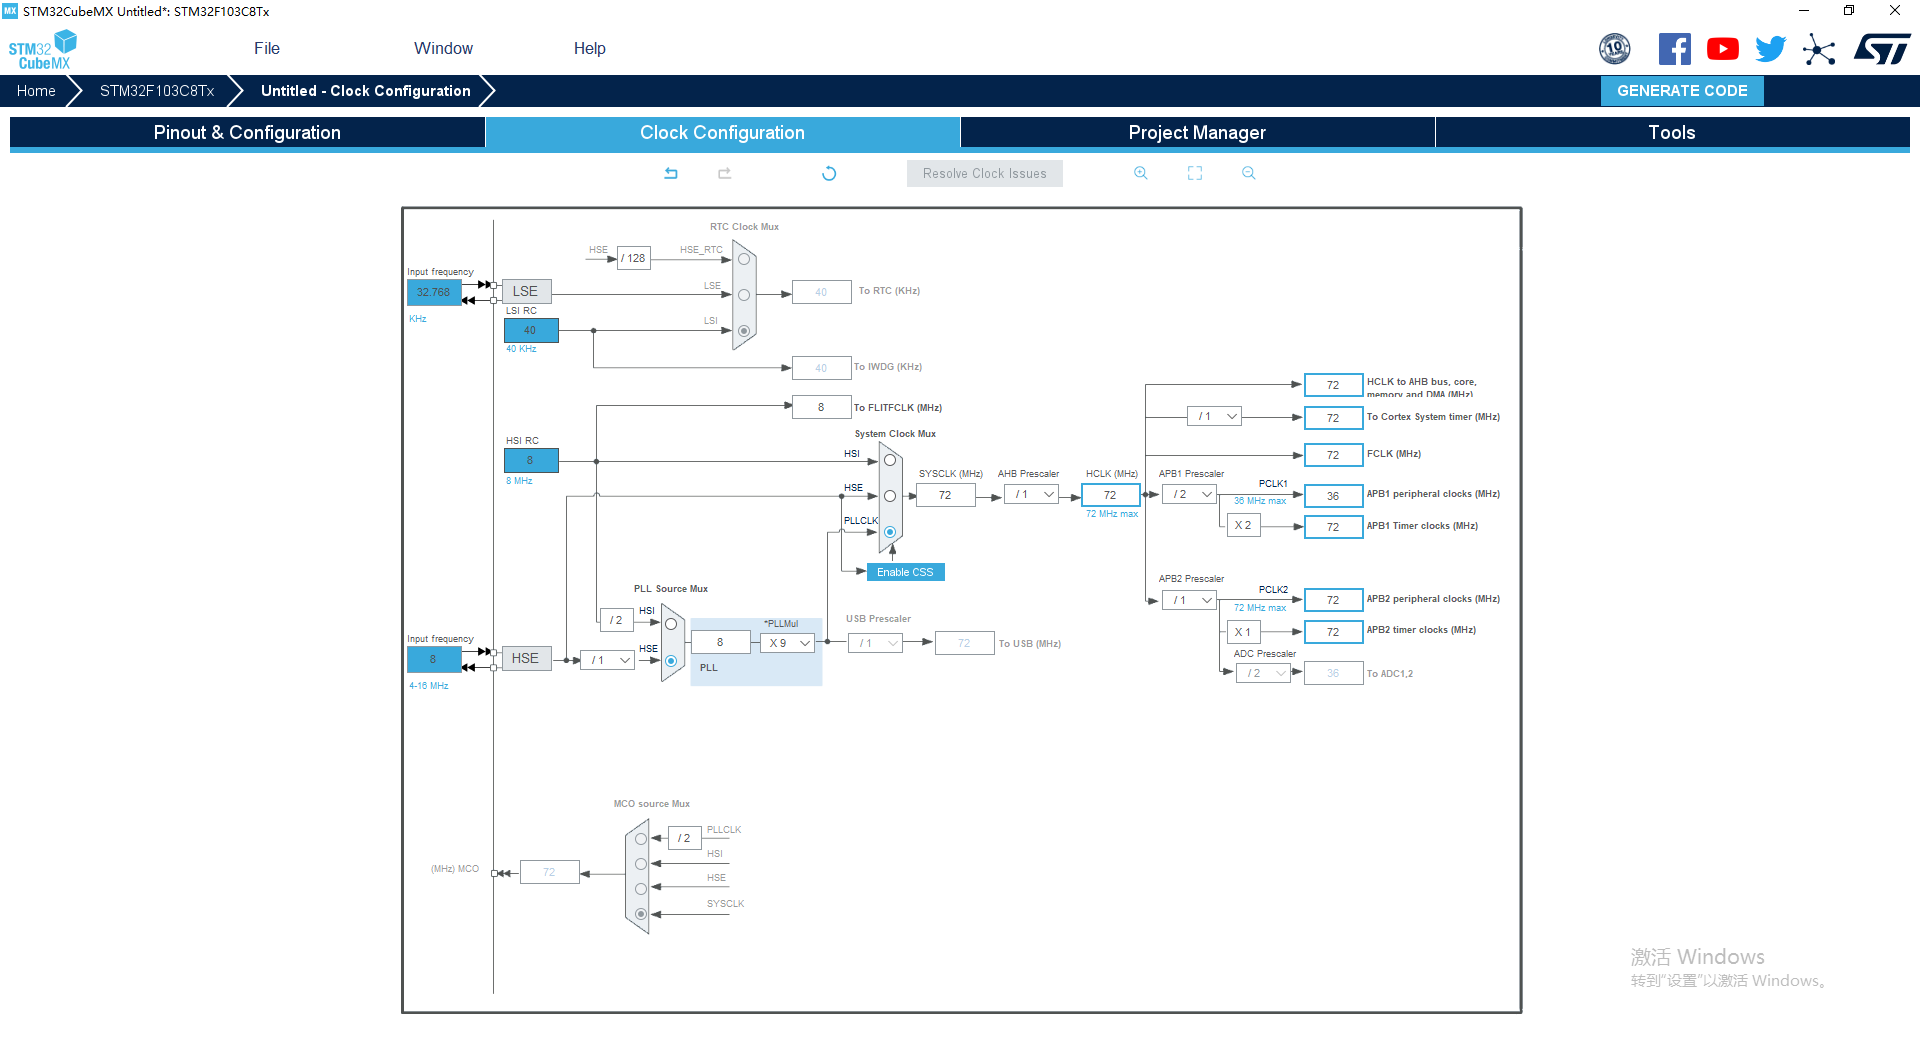 MX STM32CubeMX Untitled*: STM32F103C8Tx
STM32
CubeMX
File Window Help
10
ST
Home STM32F103C8Tx Untitled - Clock Configuration GENERATE CODE
Pinout & Configuration Clock Configuration Project Manager Tools
Resolve Clock Issues
RTC Clock Mux
HSE / 128 HSE_RTC
Input frequency
32.768 LSE LSE 40 To RTC (KHz)
LSI RC
KHz 40 LSI
40 KHz
40 To IWDG (KHz)
8 To FLITFCLK (MHz)
System Clock Mux
HSI RC
8 HSI
8 MHz
HSE
PLLCLK
Enable CSS
SYSCLK (MHz) AHB Prescaler HCLK (MHz) APB1 Prescaler
72 / 1 72 / 2
72 MHz max
72 HCLK to AHB bus, core,
memory and DMA (MHz)
/ 1 72 To Cortex System timer (MHz)
72 FCLK (MHz)
PCLK1
36 MHz max 36 APB1 peripheral clocks (MHz)
X 2 72 APB1 Timer clocks (MHz)
APB2 Prescaler
/ 1 PCLK2
72 MHz max 72 APB2 peripheral clocks (MHz)
X 1 72 APB2 timer clocks (MHz)
ADC Prescaler
/ 2 36 To ADC1,2
PLL Source Mux
/ 2 HSI
Input frequency
8 HSE / 1 HSE
4-16 MHz
*PLLMul
8 X 9
PLL
USB Prescaler
/ 1 72 To USB (MHz)
MCO source Mux
/ 2 PLLCLK
HSI
(MHz) MCO 72
HSE
SYSCLK
激活 Windows
转到“设置”以激活 Windows。